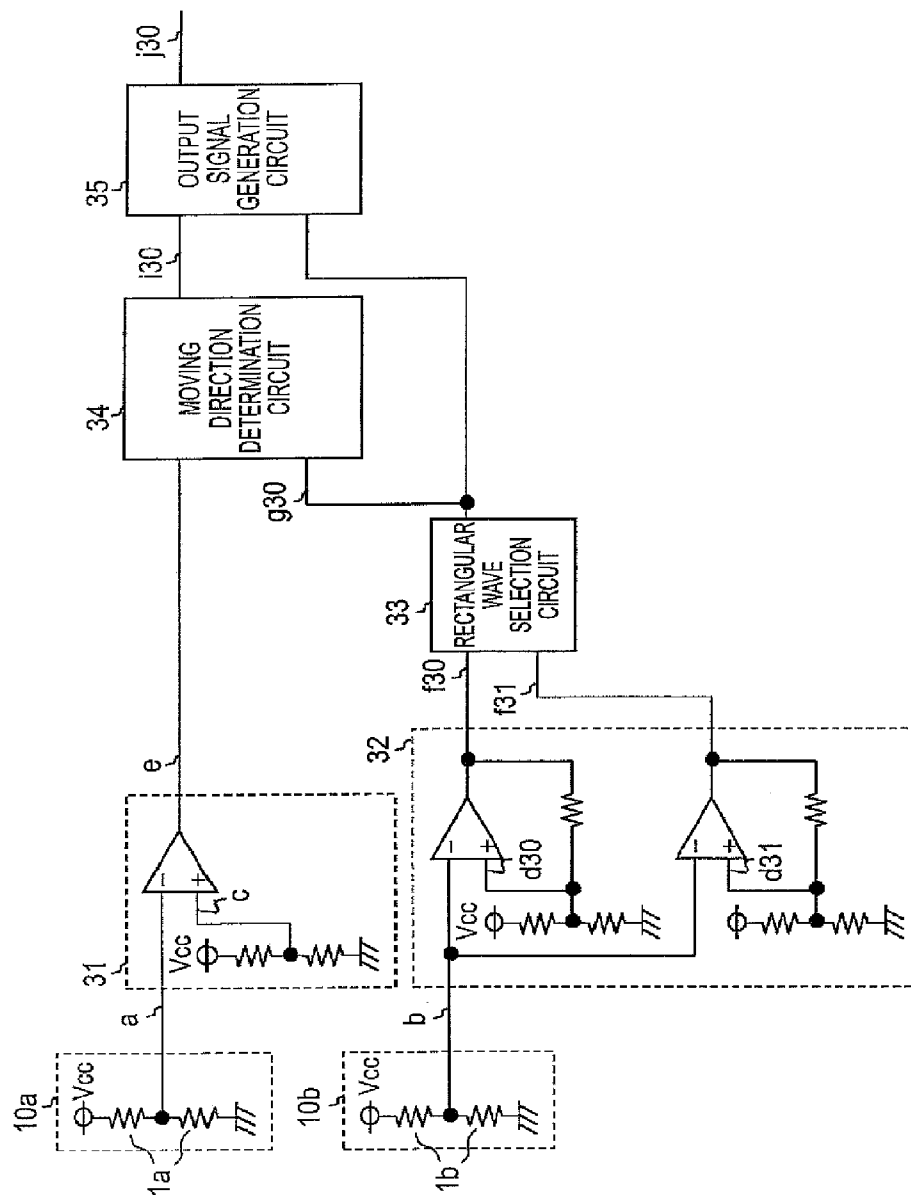 10a
Vcc
1a
a
31
Vcc
c
−
+
e
34
MOVING
DIRECTION
DETERMINATION
CIRCUIT
i30
35
OUTPUT
SIGNAL
GENERATION
CIRCUIT
j30
g30
10b
Vcc
1b
b
32
Vcc
−
+
d30
−
+
d31
f30
f31
33
RECTANGULAR
WAVE
SELECTION
CIRCUIT